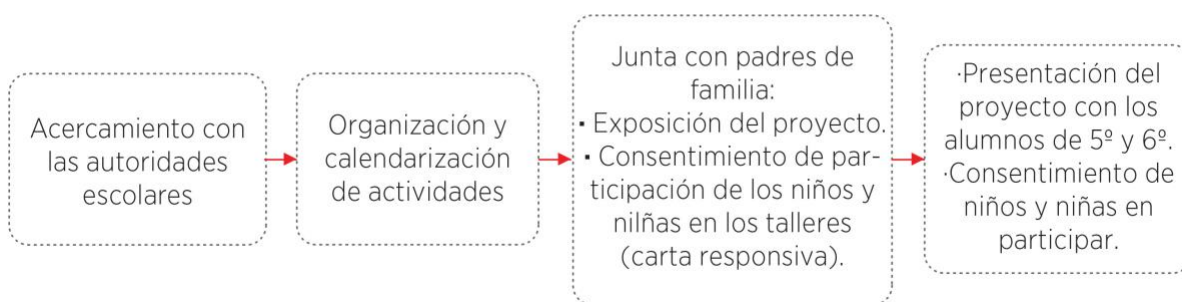 Acercamiento con
las autoridades
escolares
Organización y
calendarización
de actividades
Junta con padres de
familia:
· Exposición del proyecto.
· Consentimiento de par-
ticipación de los niños y
nilñas en los talleres
(carta responsiva).
·Presentación del
proyecto con los
alumnos de 5º y 6º.
·Consentimiento de
niños y niñas en
participar.